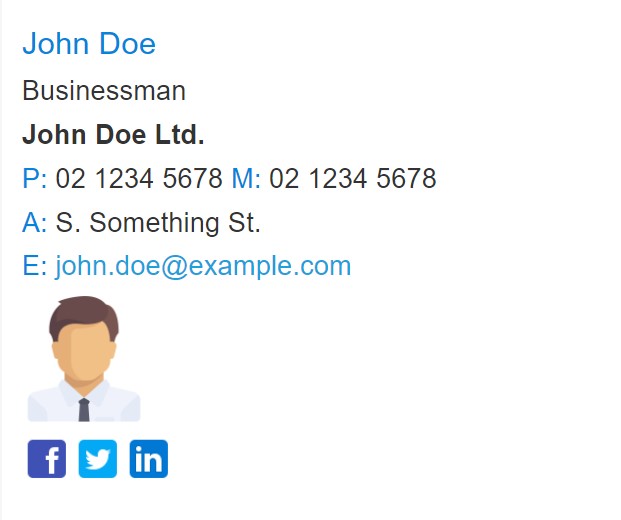 John Doe
Businessman
John Doe Ltd.
P: 02 1234 5678 M: 02 1234 5678
A: S. Something St.
E: john.doe@example.com
f in